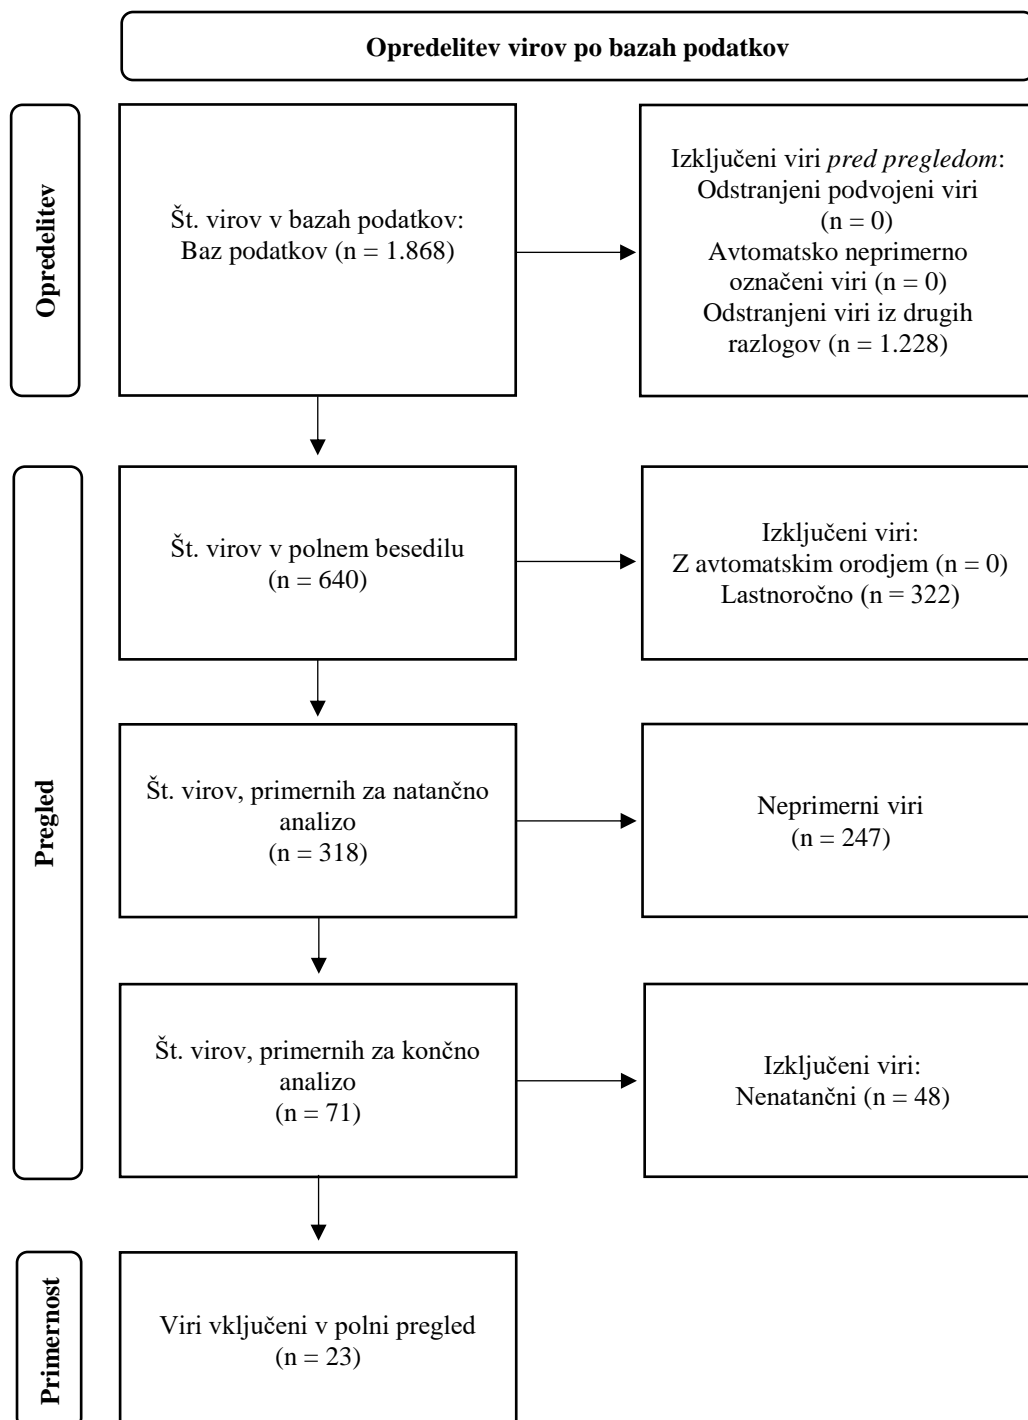 Opredelitev virov po bazah podatkov
Opredelitev
Št. virov v bazah podatkov:
Baz podatkov (n = 1.868)
Izključeni viri pred pregledom:
Odstranjeni podvojeni viri
(n = 0)
Avtomatsko neprimerno
označeni viri (n = 0)
Odstranjeni viri iz drugih
razlogov (n = 1.228)
Pregled
Št. virov v polnem besedilu
(n = 640)
Izključeni viri:
Z avtomatskim orodjem (n = 0)
Lastnoročno (n = 322)
Št. virov, primernih za natančno
analizo
(n = 318)
Neprimerni viri
(n = 247)
Št. virov, primernih za končno
analizo
(n = 71)
Izključeni viri:
Nenatančni (n = 48)
Primernost
Viri vključeni v polni pregled
(n = 23)